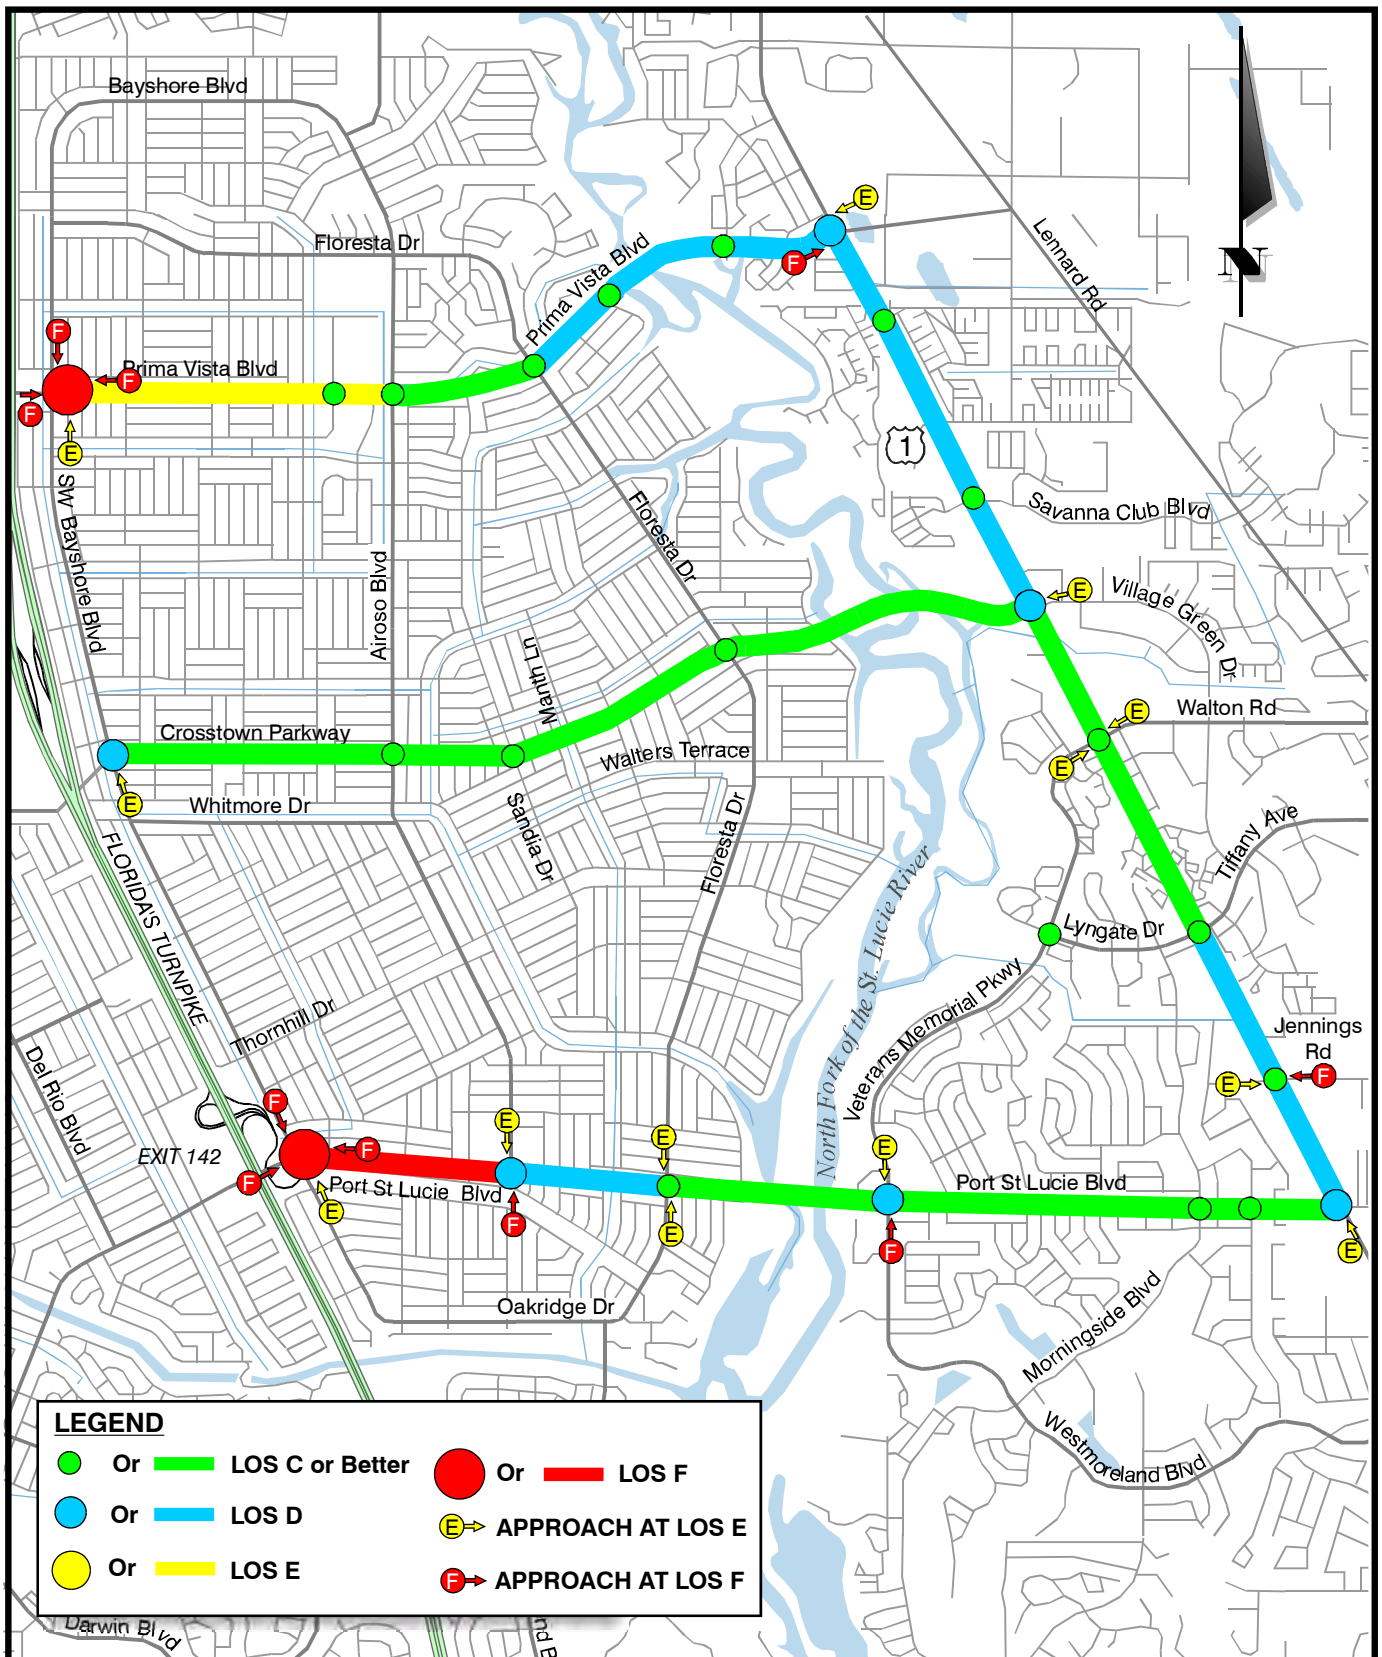 Bayshore Blvd
E
Floresta Dr
Prima Vista Blvd
F
Lennard Rd
N
F
Prima Vista Blvd
F
F
E
1
SW Bayshore Blvd
Floresta Dr
Savanna Club Blvd
Airoso Blvd
E
Village Green Dr
Manth Ln
E
Walton Rd
Crosstown Parkway
Walters Terrace
E
E
Whitmore Dr
Sandia Dr
Floresta Dr
Tiffany Ave
FLORIDA'S TURNPIKE
North Fork of the St. Lucie River
Lyngate Dr
Veterans Memorial Pkwy
Thornhill Dr
Jennings
Rd
Del Rio Blvd
E
F
F
E
E
E
EXIT 142
F
F
Port St Lucie Blvd
Port St Lucie Blvd
E
F
E
F
E
Oakridge Dr
Morningside Blvd
Westmoreland Blvd
LEGEND
Or LOS C or Better
Or LOS F
Or LOS D
E APPROACH AT LOS E
Or LOS E
F APPROACH AT LOS F
Darwin Blvd
nd B